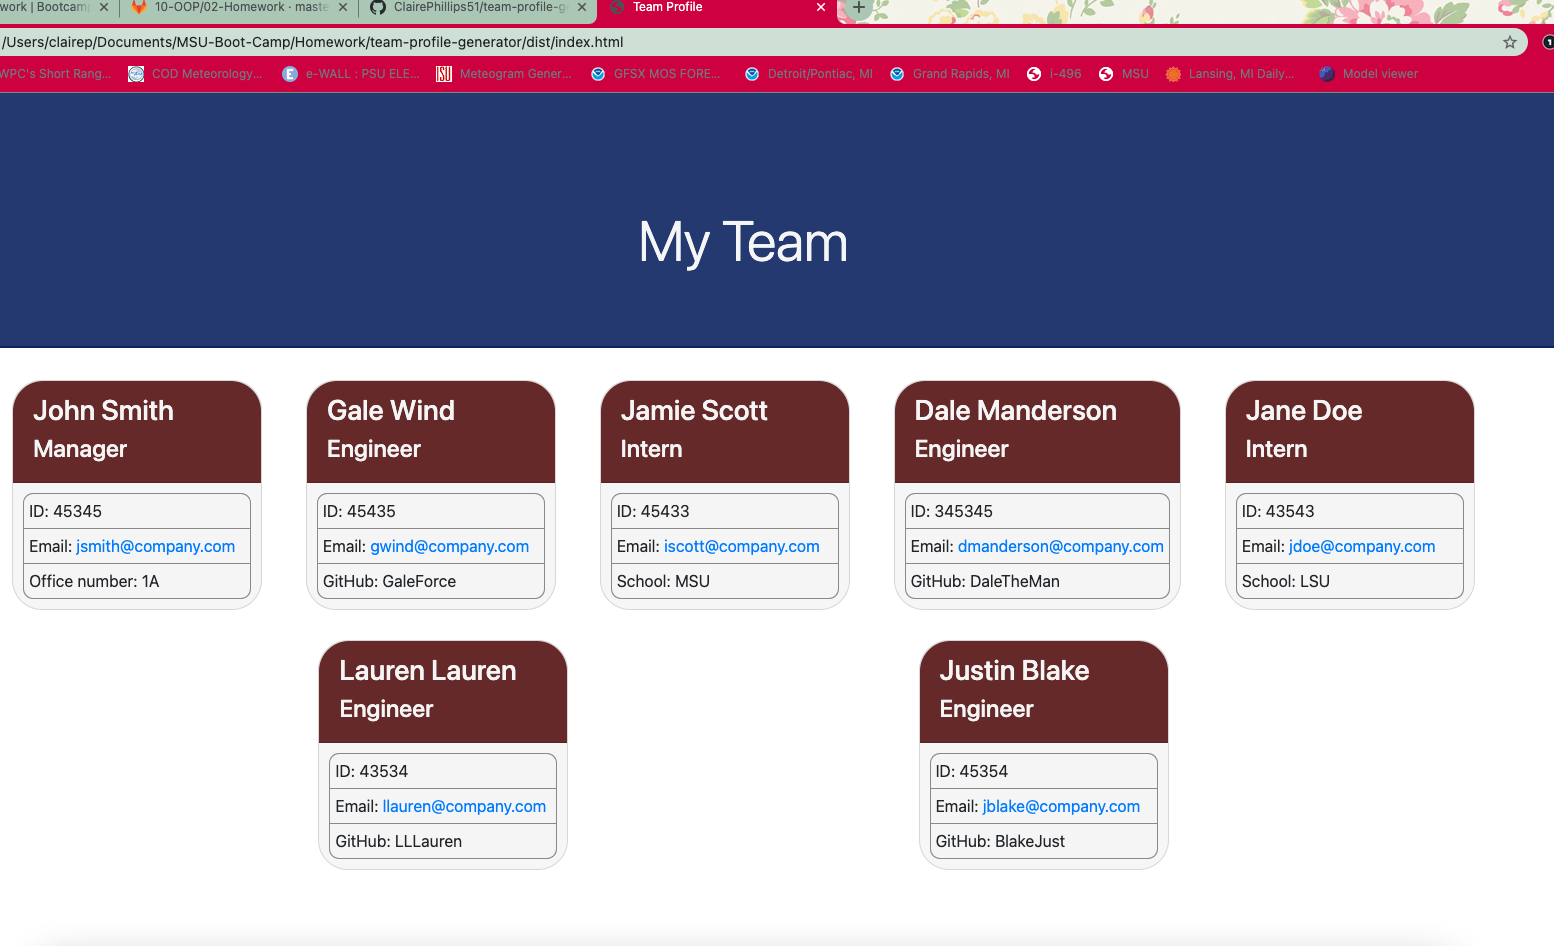 work | Bootcamp
10-OOP/02-Homework · maste
ClairePhillips51/team-profile-g
Team Profile
/Users/clairep/Documents/MSU-Boot-Camp/Homework/team-profile-generator/dist/index.html
WPC's Short Rang...
COD Meteorology...
e-WALL : PSU ELE...
Meteogram Gener...
GFSX MOS FORE...
Detroit/Pontiac, MI
Grand Rapids, MI
i-496
MSU
Lansing, MI Daily...
Model viewer
My Team
John Smith
Manager
ID: 45345
Email: jsmith@company.com
Office number: 1A
Gale Wind
Engineer
ID: 45435
Email: gwind@company.com
GitHub: GaleForce
Jamie Scott
Intern
ID: 45433
Email: iscott@company.com
School: MSU
Dale Manderson
Engineer
ID: 345345
Email: dmanderson@company.com
GitHub: DaleTheMan
Jane Doe
Intern
ID: 43543
Email: jdoe@company.com
School: LSU
Lauren Lauren
Engineer
ID: 43534
Email: llauren@company.com
GitHub: LLLauren
Justin Blake
Engineer
ID: 45354
Email: jblake@company.com
GitHub: BlakeJust